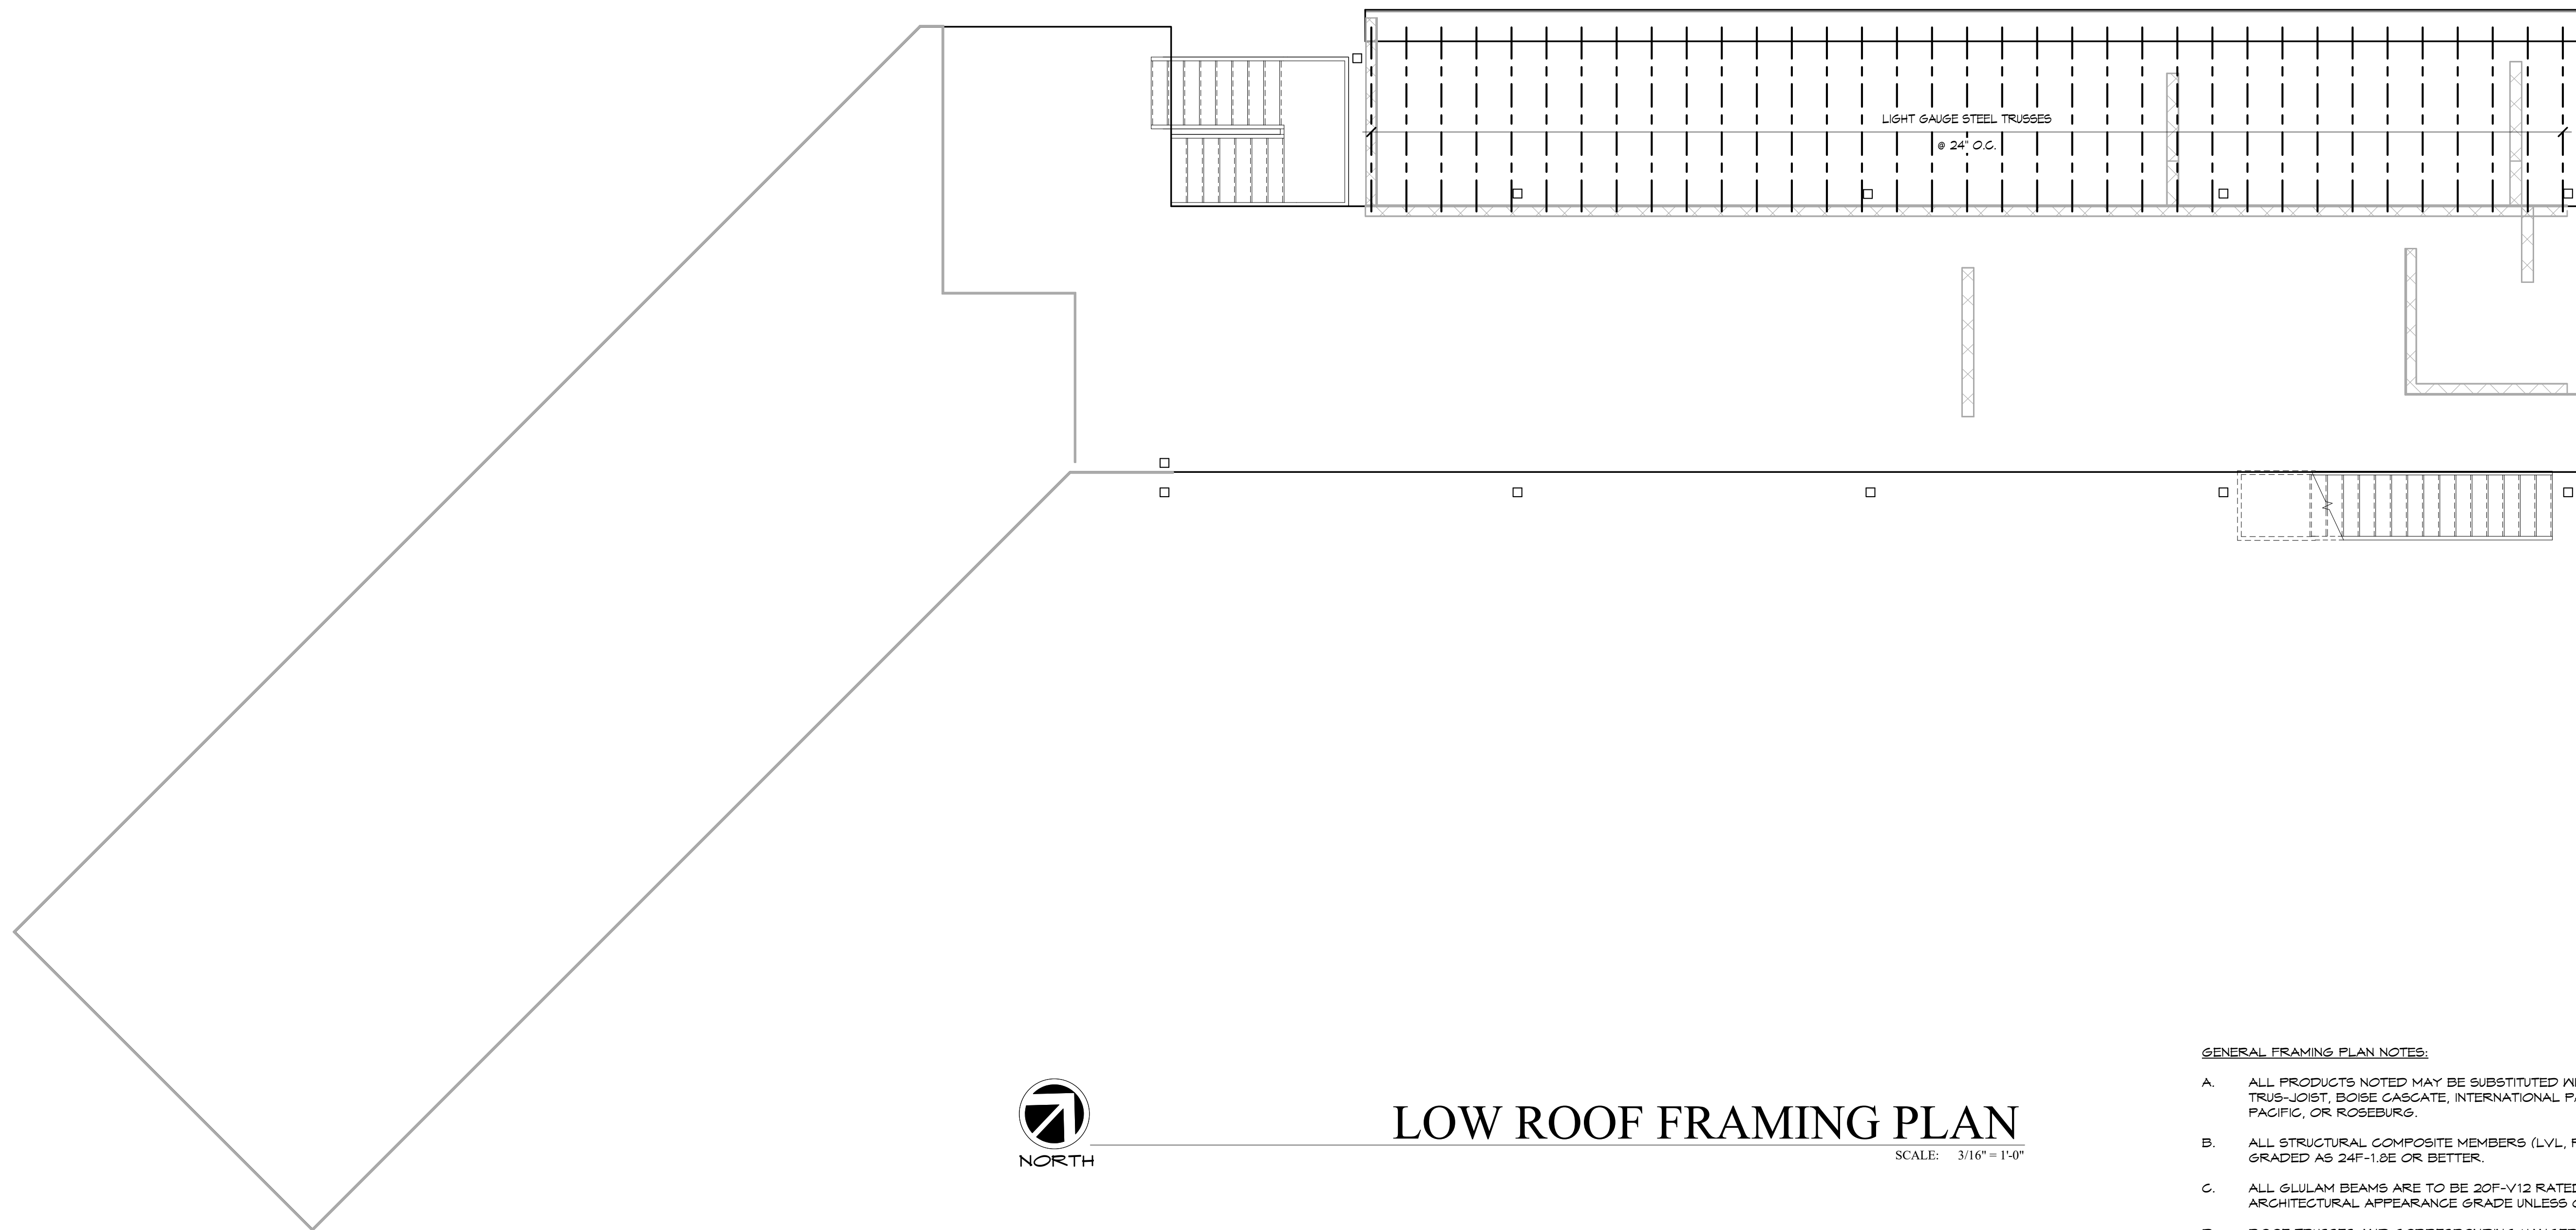 LIGHT GAUGE STEEL TRUSSES
@ 24" O.C.
GENERAL FRAMING PLAN NOTES:
A. ALL PRODUCTS NOTED MAY BE SUBSTITUTED
TRUS-JOIST, BOISE CASCATE, INTERNATIONAL
PACIFIC, OR ROSEBURG.
B. ALL STRUCTURAL COMPOSITE MEMBERS (LVL,
GRADED AS 24F-1.8E OR BETTER.
C. ALL GLULAM BEAMS ARE TO BE 20F-V12 RATED
ARCHITECTURAL APPEARANCE GRADE UNLESS
NORTH
LOW ROOF FRAMING PLAN
SCALE: 3/16" = 1'-0"